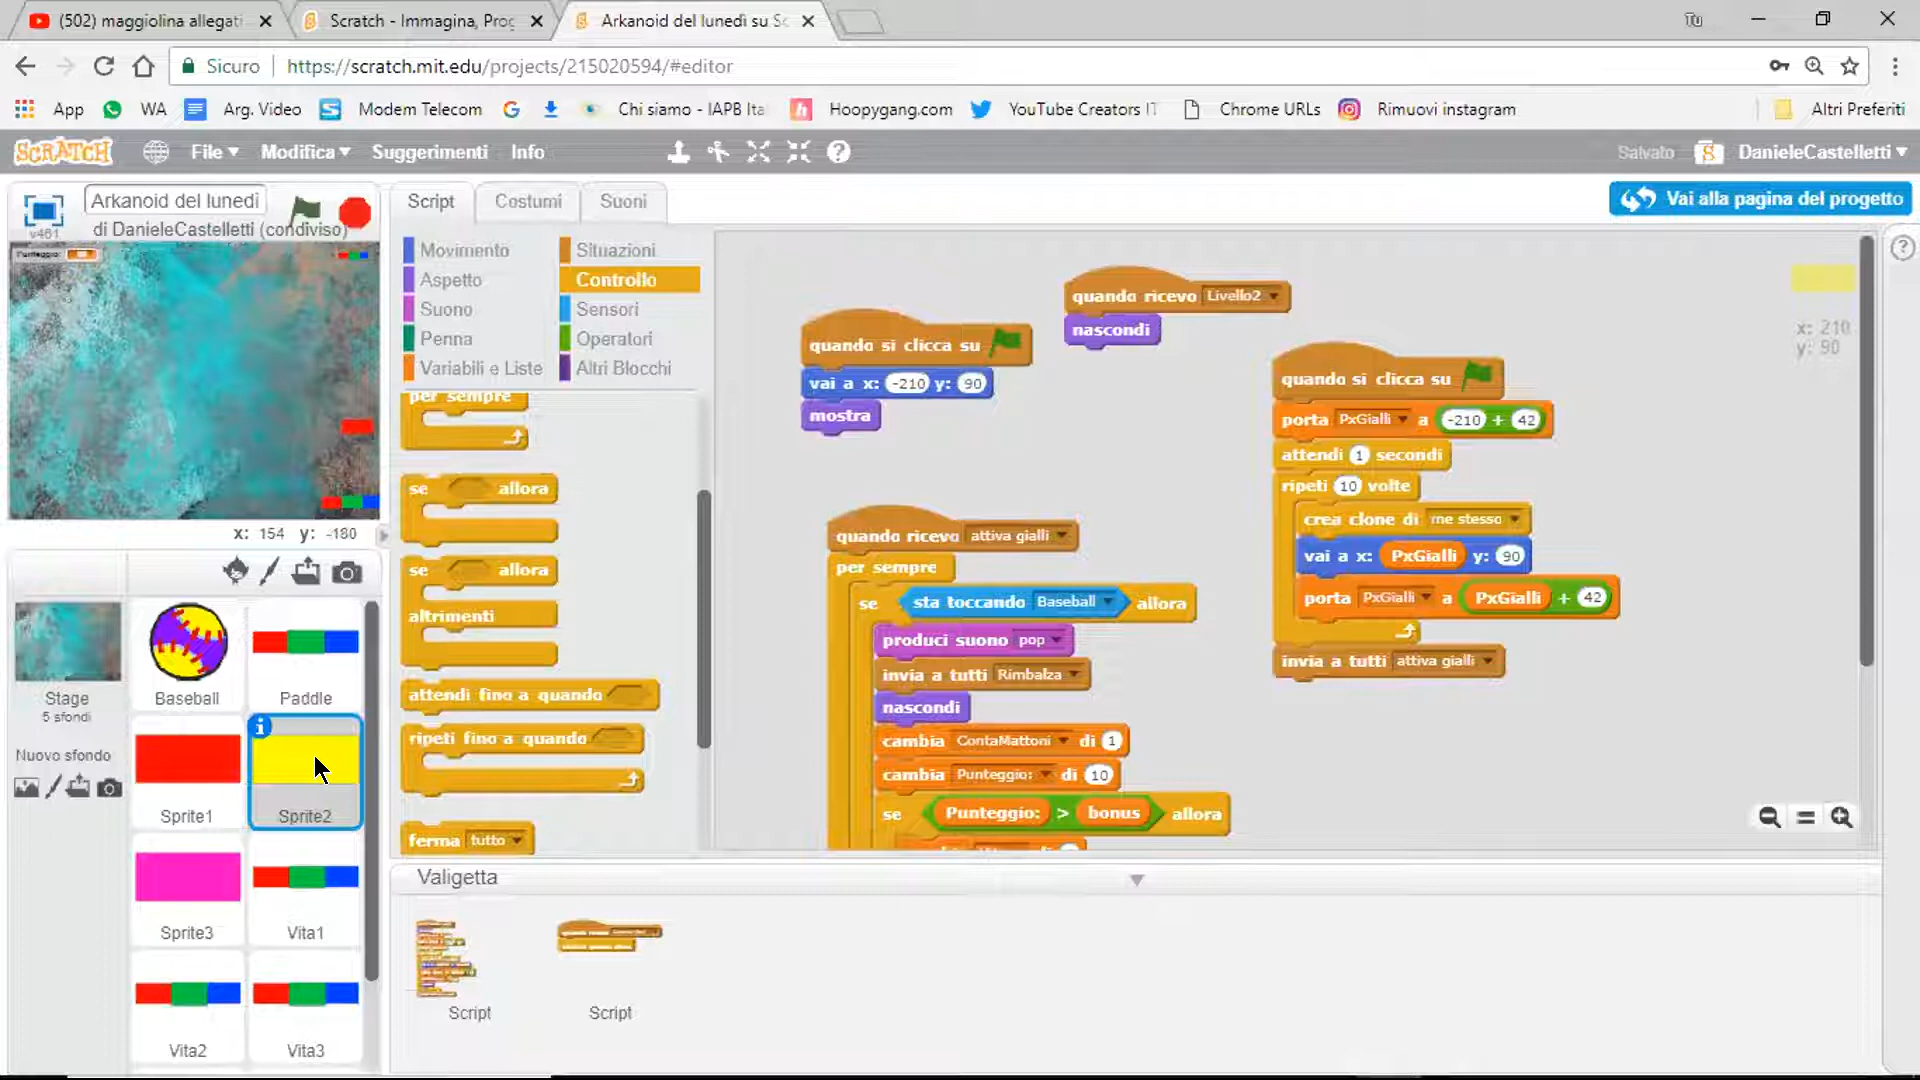 (502) maggiolina allegati
Scratch - Immagina, Prog
Arkanoid del lunedì su Sc
Tu
Sicuro
https://scratch.mit.edu/projects/215020594/#editor
App
WA
Arg. Video
Modem Telecom
Chi siamo - IAPB Ita
Hoopygang.com
YouTube Creators IT
Chrome URLs
Rimuovi instagram
Altri Preferiti
SCRATCH
File
Modifica
Suggerimenti
Info
Salvato
DanieleCastelletti
Arkanoid del lunedì
di DanieleCastelletti (condiviso)
v461
Script
Costumi
Suoni
Vai alla pagina del progetto
Punteggio:
Movimento
Situazioni
Aspetto
Controllo
Suono
Sensori
Penna
Operatori
Variabili e Liste
Altri Blocchi
per sempre
se allora
se allora
altrimenti
attendi fino a quando
ripeti fino a quando
ferma tutto
quando si clicca su
vai a x: -210 y: 90
mostra
quando ricevo Livello2
nascondi
x: 210
y: 90
quando si clicca su
porta PxGialli a -210 + 42
attendi 1 secondi
ripeti 10 volte
crea clone di me stesso
vai a x: PxGialli y: 90
porta PxGialli a PxGialli + 42
invia a tutti attiva gialli
quando ricevo attiva gialli
per sempre
se sta toccando Baseball allora
produci suono pop
invia a tutti Rimbalza
nascondi
cambia ContaMattoni di 1
cambia Punteggio: di 10
se Punteggio: > bonus allora
x: 154 y: -180
Stage
5 sfondi
Nuovo sfondo
Baseball
Paddle
Sprite1
Sprite2
Sprite3
Vita1
Vita2
Vita3
Valigetta
Script
Script